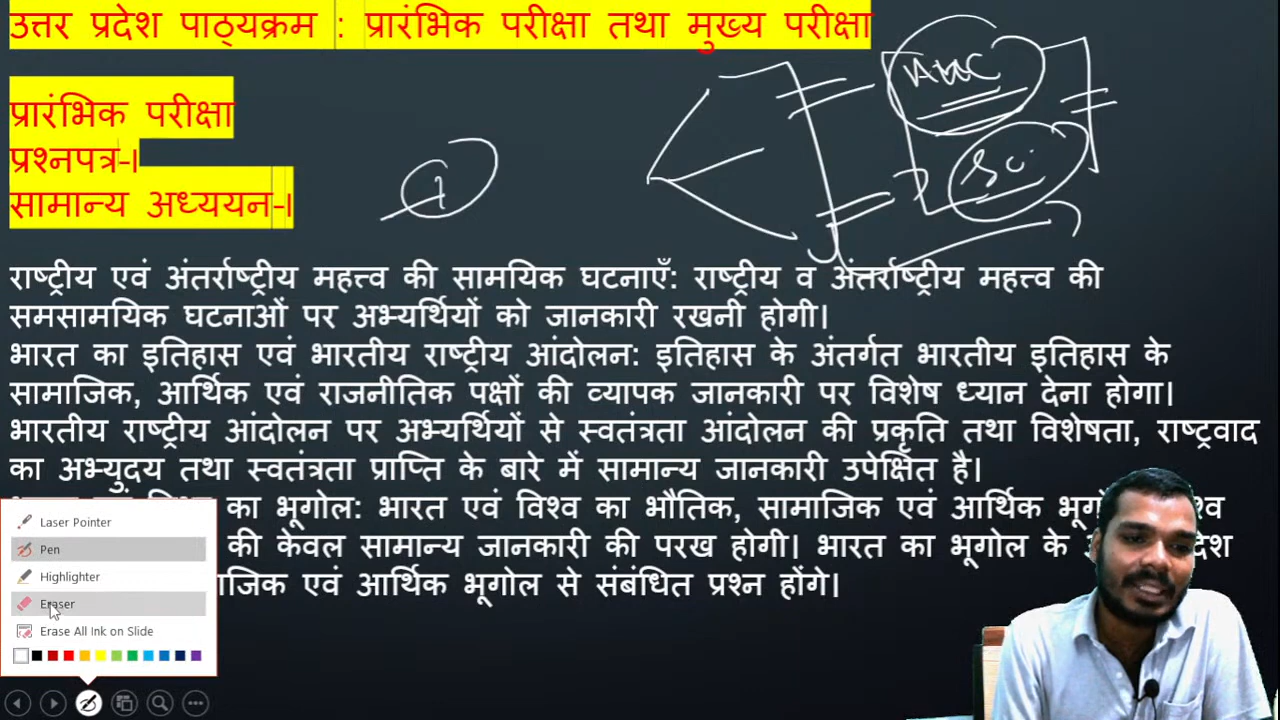 उत्तर प्रदेश पाठ्यक्रम : प्रारंभिक परीक्षा तथा मुख्य परीक्षा
प्रारंभिक परीक्षा
प्रश्नपत्र-I
सामान्य अध्ययन-I
राष्ट्रीय एवं अंतर्राष्ट्रीय महत्त्व की सामयिक घटनाएँ: राष्ट्रीय व अंतर्राष्ट्रीय महत्त्व की
समसामयिक घटनाओं पर अभ्यर्थियों को जानकारी रखनी होगी।
भारत का इतिहास एवं भारतीय राष्ट्रीय आंदोलन: इतिहास के अंतर्गत भारतीय इतिहास के
सामाजिक, आर्थिक एवं राजनीतिक पक्षों की व्यापक जानकारी पर विशेष ध्यान देना होगा।
भारतीय राष्ट्रीय आंदोलन पर अभ्यर्थियों से स्वतंत्रता आंदोलन की प्रकृति तथा विशेषता, राष्ट्रवाद
का अभ्युदय तथा स्वतंत्रता प्राप्ति के बारे में सामान्य जानकारी उपेक्षित है।
का भूगोल: भारत एवं विश्व का भौतिक, सामाजिक एवं आर्थिक
की केवल सामान्य जानकारी की परख होगी। भारत का भूगोल के
एवं आर्थिक भूगोल से संबंधित प्रश्न होंगे।
Laser Pointer
Pen
Highlighter
Eraser
Erase All Ink on Slide